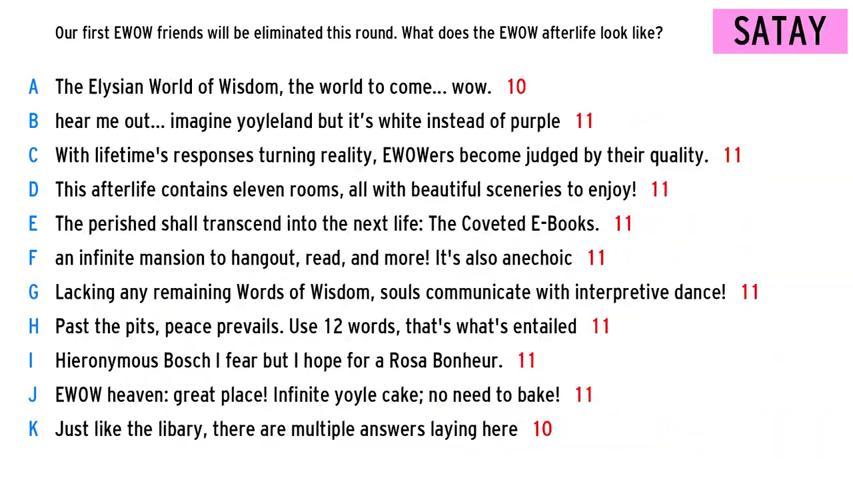 Our first EWOW friends will be eliminated this round. What does the EWOW afterlife look like?
SATAY
A The Elysian World of Wisdom, the world to come... wow. 10
B hear me out... imagine yoyleland but it's white instead of purple 11
C With lifetime's responses turning reality, EWOWers become judged by their quality. 11
D This afterlife contains eleven rooms, all with beautiful sceneries to enjoy! 11
E The perished shall transcend into the next life: The Coveted E-Books. 11
F an infinite mansion to hangout, read, and more! It's also anechoic 11
G Lacking any remaining Words of Wisdom, souls communicate with interpretive dance! 11
H Past the pits, peace prevails. Use 12 words, that's what's entailed 11
I Hieronymous Bosch I fear but I hope for a Rosa Bonheur. 11
J EWOW heaven: great place! Infinite yoyle cake; no need to bake! 11
K Just like the libary, there are multiple answers laying here 10